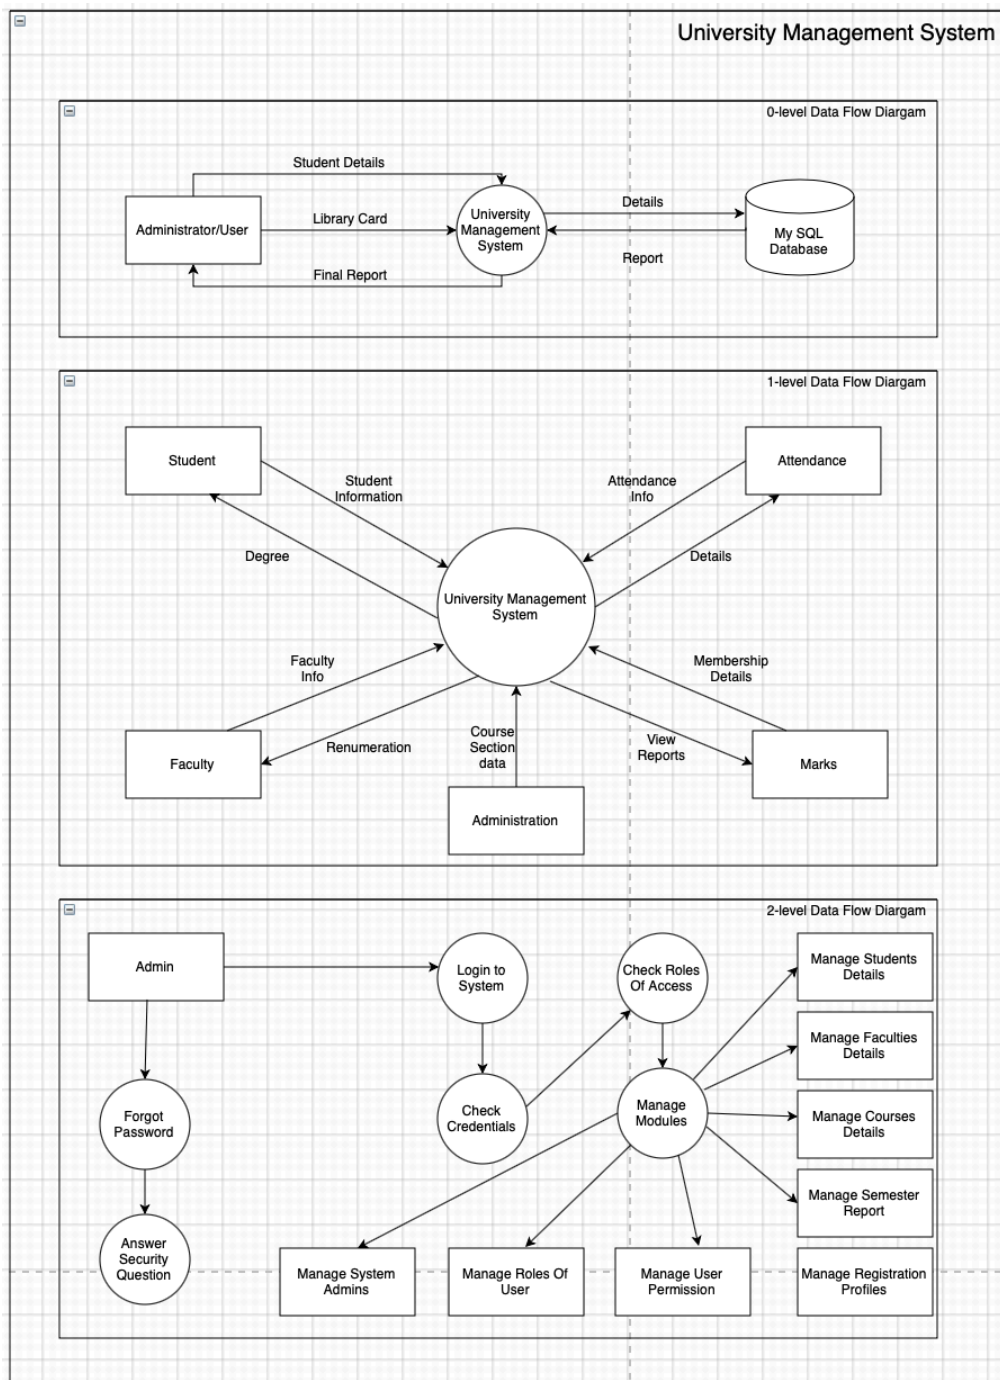 University Management System
0-level Data Flow Diargam
Student Details
Administrator/User
Library Card
Final Report
University
Management
System
Details
Report
My SQL
Database
1-level Data Flow Diargam
Student
Student
Information
Degree
Attendance
Info
Attendance
Details
University Management
System
Faculty
Info
Faculty
Renumeration
Course
Section
data
Administration
Membership
Details
View
Reports
Marks
2-level Data Flow Diargam
Admin
Login to
System
Check Roles
Of Access
Manage Students
Details
Manage Faculties
Details
Forgot
Password
Check
Credentials
Manage
Modules
Manage Courses
Details
Manage Semester
Report
Answer
Security
Question
Manage System
Admins
Manage Roles Of
User
Manage User
Permission
Manage Registration
Profiles